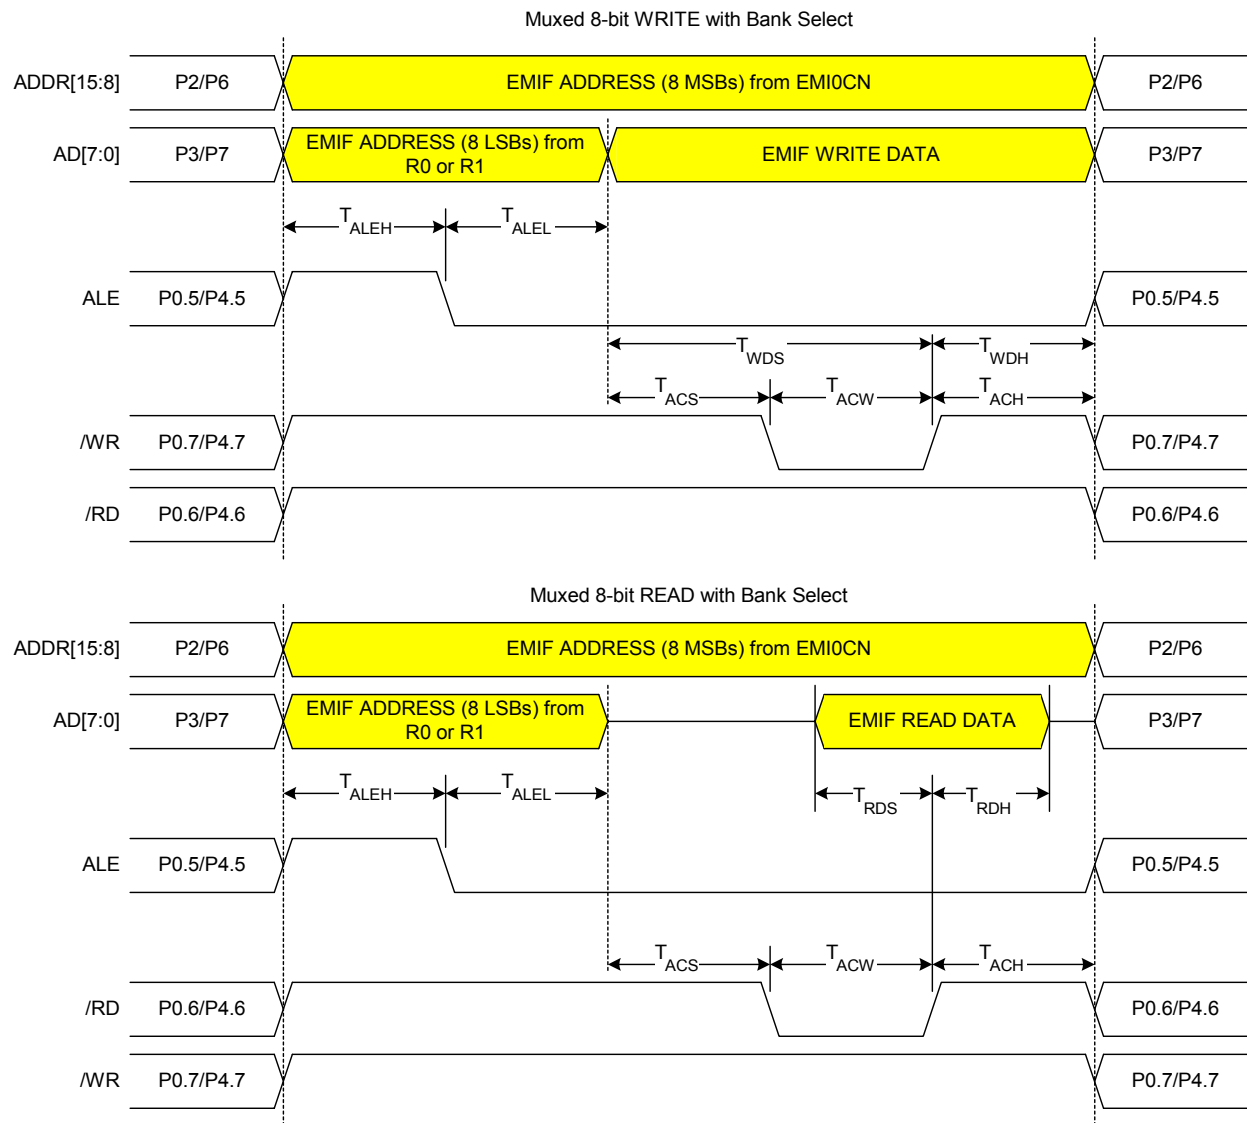 Muxed 8-bit WRITE with Bank Select
ADDR[15:8] P2/P6 EMIF ADDRESS (8 MSBs) from EMI0CN P2/P6
AD[7:0] P3/P7 EMIF ADDRESS (8 LSBs) from R0 or R1 EMIF WRITE DATA P3/P7
TALEH TALEL
ALE P0.5/P4.5 P0.5/P4.5
TWDS TWDH
TACS TACW TACH
/WR P0.7/P4.7 P0.7/P4.7
/RD P0.6/P4.6 P0.6/P4.6
Muxed 8-bit READ with Bank Select
ADDR[15:8] P2/P6 EMIF ADDRESS (8 MSBs) from EMI0CN P2/P6
AD[7:0] P3/P7 EMIF ADDRESS (8 LSBs) from R0 or R1 EMIF READ DATA P3/P7
TALEH TALEL TRDS TRDH
ALE P0.5/P4.5 P0.5/P4.5
TACS TACW TACH
/RD P0.6/P4.6 P0.6/P4.6
/WR P0.7/P4.7 P0.7/P4.7